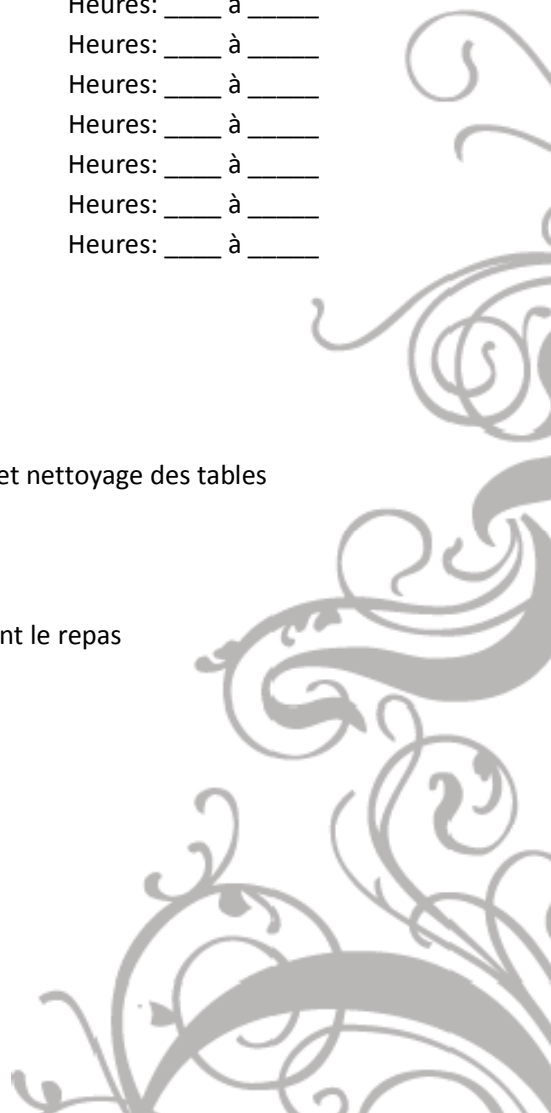 Heures: ____ à _____
Heures: ____ à _____
Heures: ____ à _____
Heures: ____ à _____
Heures: ____ à _____
Heures: ____ à _____
Heures: ____ à _____
et nettoyage des tables
nt le repas